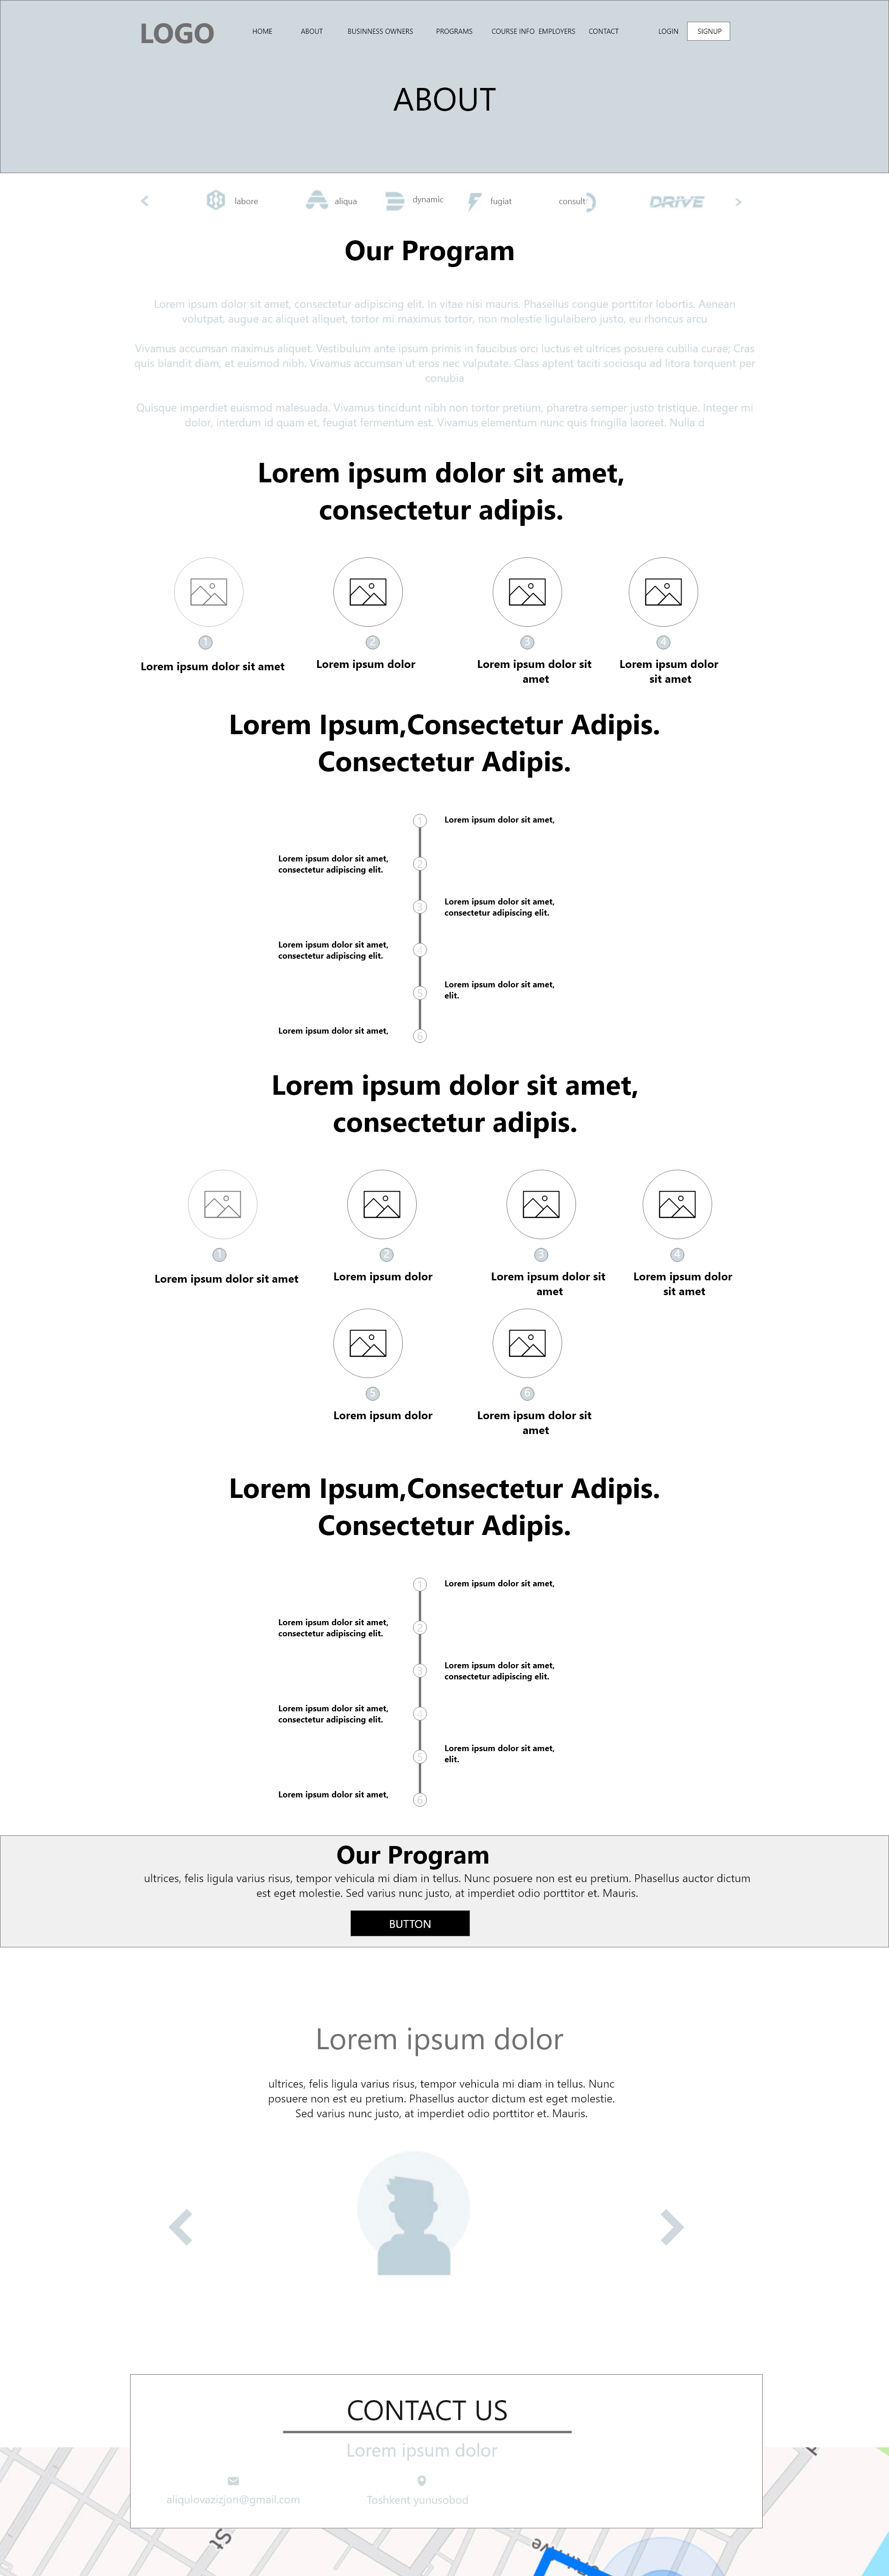 LOGO HOME ABOUT BUSINNESS OWNERS PROGRAMS COURSE INFO EMPLOYERS CONTACT LOGIN SIGNUP
ABOUT
labore aliqua dynamic fugiat consult DRIVE
Our Program
Lorem ipsum dolor sit amet, consectetur adipiscing elit. In vitae nisi mauris. Phasellus congue porttitor lobortis. Aenean
volutpat, augue ac aliquet aliquet, tortor mi maximus tortor, non molestie ligulaibero justo, eu rhoncus arcu
Vivamus accumsan maximus aliquet. Vestibulum ante ipsum primis in faucibus orci luctus et ultrices posuere cubilia curae; Cras
quis blandit diam, et euismod nibh. Vivamus accumsan ut eros nec vulputate. Class aptent taciti sociosqu ad litora torquent per
conubia
Quisque imperdiet euismod malesuada. Vivamus tincidunt nibh non tortor pretium, pharetra semper justo tristique. Integer mi
dolor, interdum id quam et, feugiat fermentum est. Vivamus elementum nunc quis fringilla laoreet. Nulla d
Lorem ipsum dolor sit amet,
consectetur adipis.
1
Lorem ipsum dolor sit amet
2
Lorem ipsum dolor
3
Lorem ipsum dolor sit
amet
4
Lorem ipsum dolor
sit amet
Lorem Ipsum,Consectetur Adipis.
Consectetur Adipis.
1
Lorem ipsum dolor sit amet,
2
Lorem ipsum dolor sit amet,
consectetur adipiscing elit.
3
Lorem ipsum dolor sit amet,
consectetur adipiscing elit.
4
Lorem ipsum dolor sit amet,
consectetur adipiscing elit.
5
Lorem ipsum dolor sit amet,
elit.
6
Lorem ipsum dolor sit amet,
Lorem ipsum dolor sit amet,
consectetur adipis.
1
Lorem ipsum dolor sit amet
2
Lorem ipsum dolor
3
Lorem ipsum dolor sit
amet
4
Lorem ipsum dolor
sit amet
5
Lorem ipsum dolor
6
Lorem ipsum dolor sit
amet
Lorem Ipsum,Consectetur Adipis.
Consectetur Adipis.
1
Lorem ipsum dolor sit amet,
2
Lorem ipsum dolor sit amet,
consectetur adipiscing elit.
3
Lorem ipsum dolor sit amet,
consectetur adipiscing elit.
4
Lorem ipsum dolor sit amet,
consectetur adipiscing elit.
5
Lorem ipsum dolor sit amet,
elit.
6
Lorem ipsum dolor sit amet,
Our Program
ultrices, felis ligula varius risus, tempor vehicula mi diam in tellus. Nunc posuere non est eu pretium. Phasellus auctor dictum
est eget molestie. Sed varius nunc justo, at imperdiet odio porttitor et. Mauris.
BUTTON
Lorem ipsum dolor
ultrices, felis ligula varius risus, tempor vehicula mi diam in tellus. Nunc
posuere non est eu pretium. Phasellus auctor dictum est eget molestie.
Sed varius nunc justo, at imperdiet odio porttitor et. Mauris.
CONTACT US
Lorem ipsum dolor
aliqulovazizjon@gmail.com
Toshkent yunusobod
St